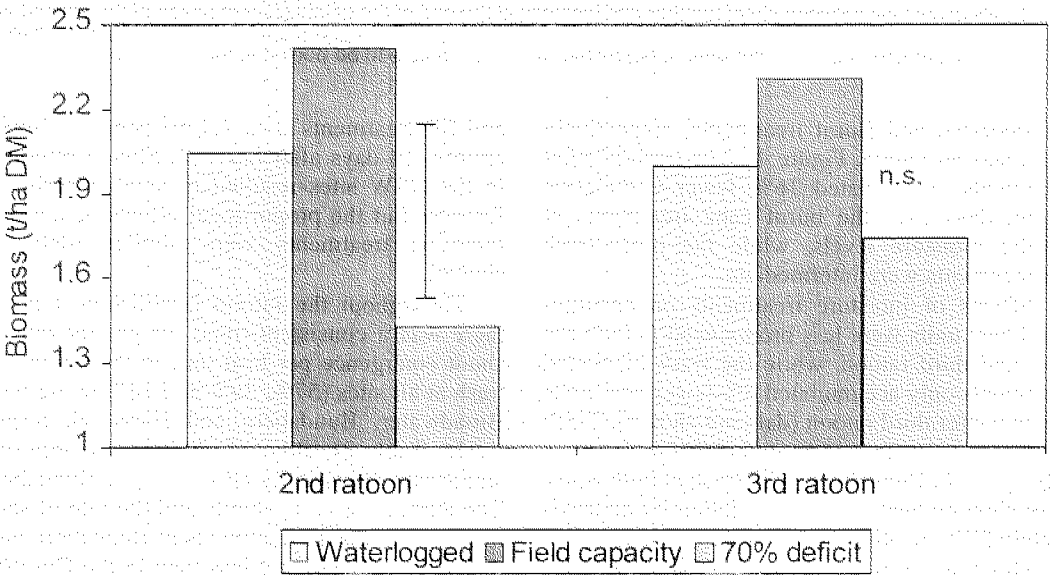 2.5
2.2
1.9
1.6
1.3
1
Biomass (t/ha DM)
n.s.
2nd ratoon 3rd ratoon
Waterlogged Field capacity 70% deficit